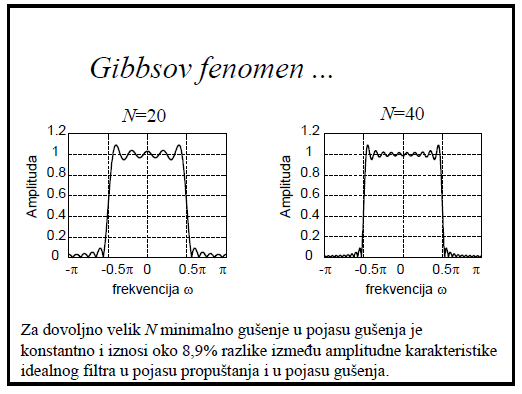 Gibbsov fenomen ...
N=20
N=40
Amplituda
1.2
1
0.8
0.6
0.4
0.2
0
-π -0.5π 0 0.5π π
frekvencija ω
Amplituda
1.2
1
0.8
0.6
0.4
0.2
0
-π -0.5π 0 0.5π π
frekvencija ω
Za dovoljno velik N minimalno gušenje u pojasu gušenja je
konstantno i iznosi oko 8,9% razlike između amplitudne karakteristike
idealnog filtra u pojasu propuštanja i u pojasu gušenja.